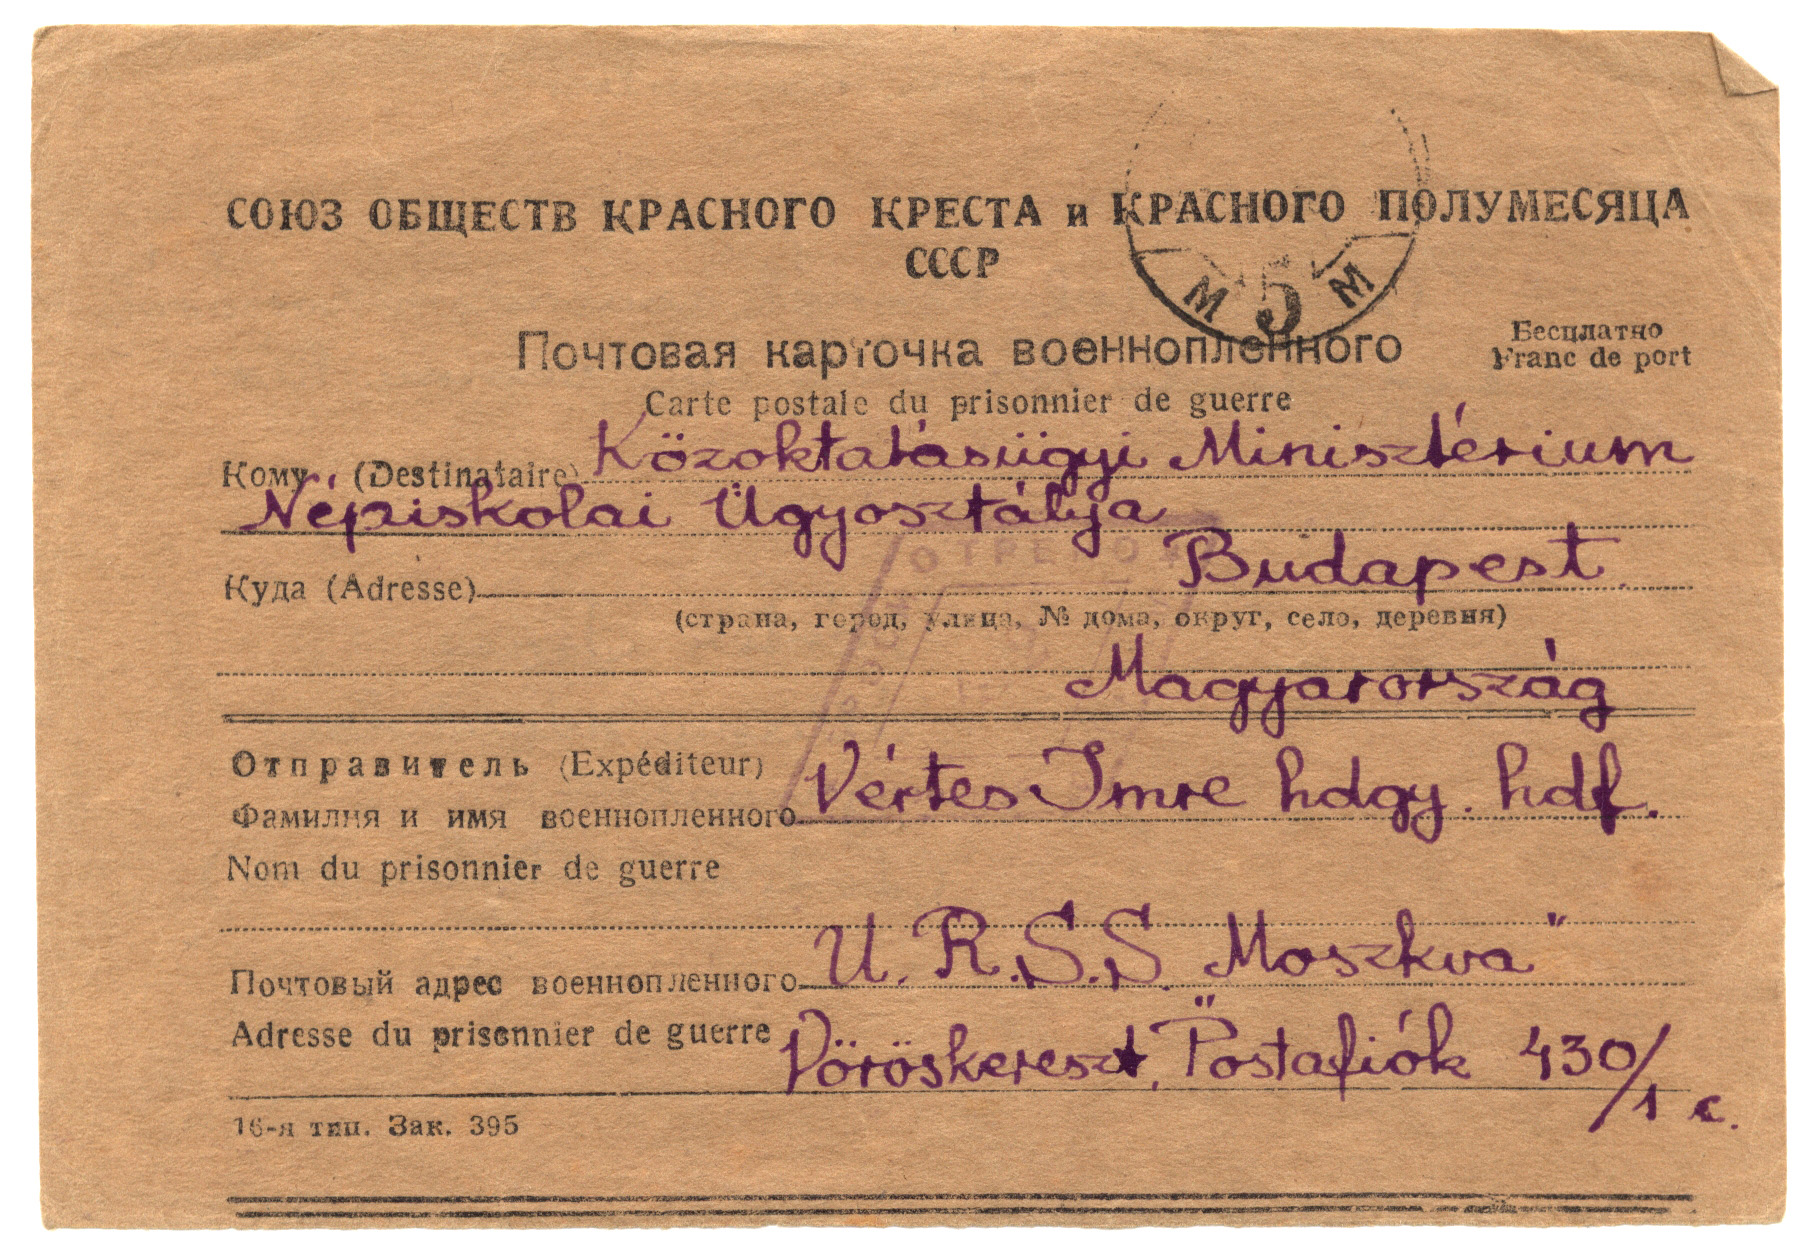 СОЮЗ ОБЩЕСТВ КРАСНОГО КРЕСТА и КРАСНОГО ПОЛУМЕСЯЦА
СССР
М 5 М
Почтовая карточка военнопленного
Бесплатно
Franc de port
Carte postale du prisonnier de guerre
Кому (Destinataire) Közoktatásügyi Minisztérium
Népiskolai Ügyosztálya
Budapest
Куда (Adresse)
(страна, город, улица, № дома, округ, село, деревня)
Magyarország
Отправитель (Expéditeur)
Фамилия и имя военнопленного Vértes Imre hdgy. hdf.
Nom du prisonnier de guerre
Почтовый адрес военнопленного U.R.S.S. Moszkva"
Adresse du prisonnier de guerre Vöröskereszt," Postafiók 430/1 c.
16-я тип. Зак. 395